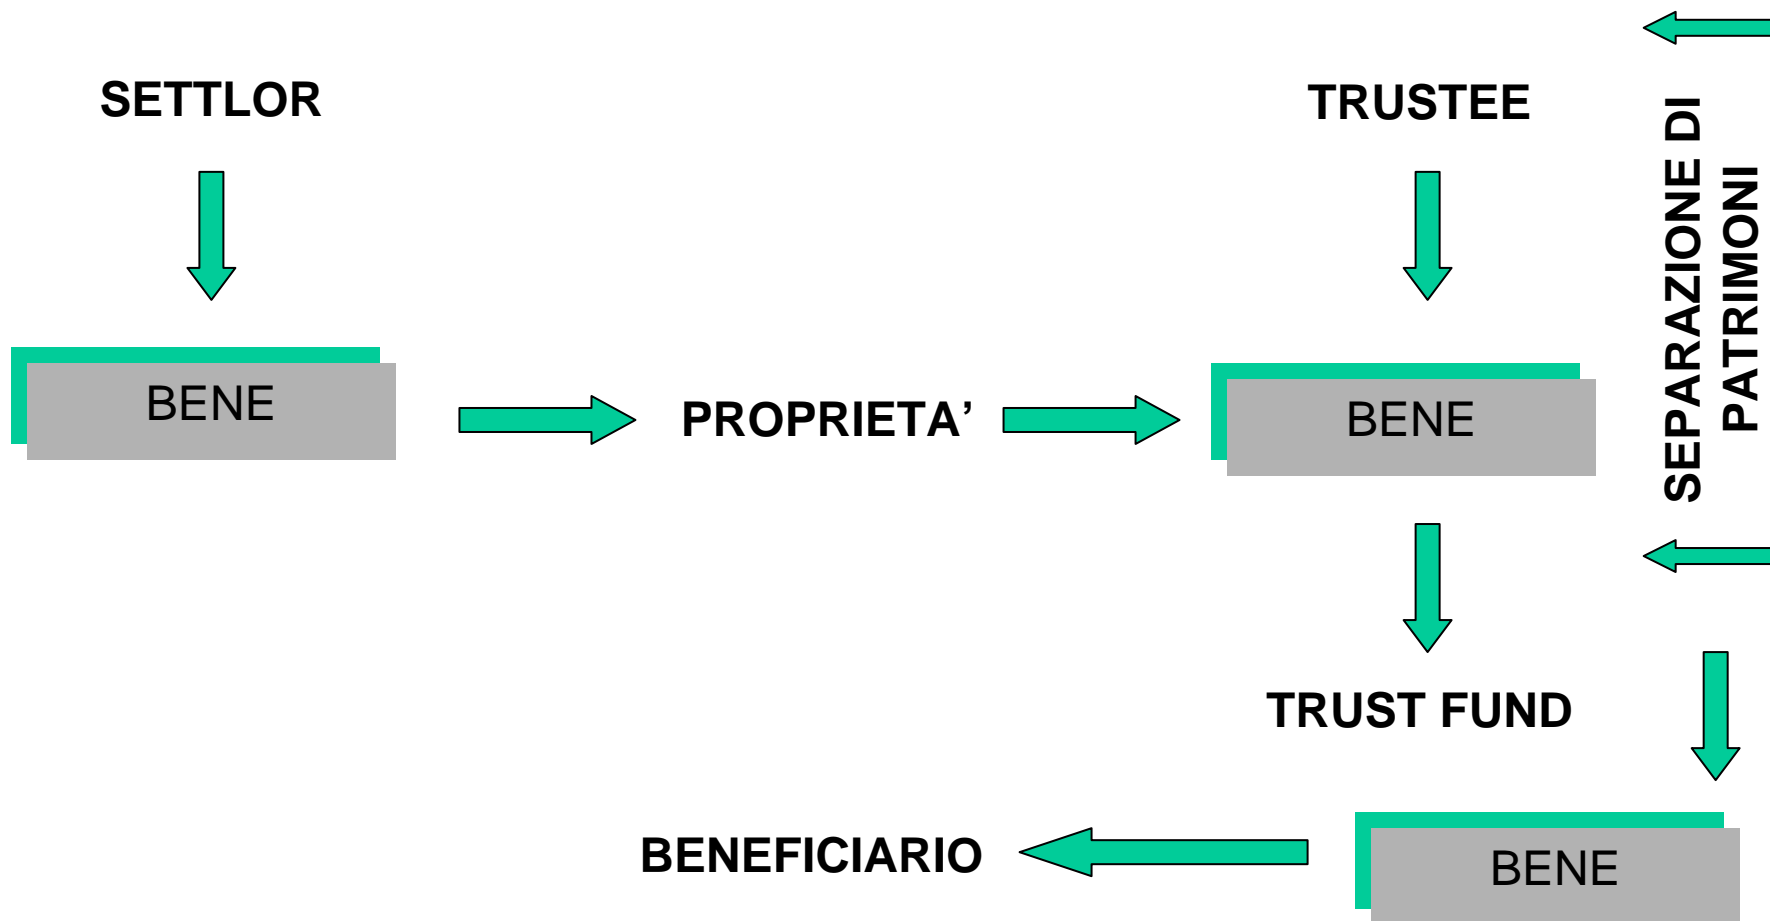 SETTLOR
TRUSTEE
SEPARAZIONE DI
PATRIMONI
BENE
PROPRIETA’
BENE
TRUST FUND
BENEFICIARIO
BENE